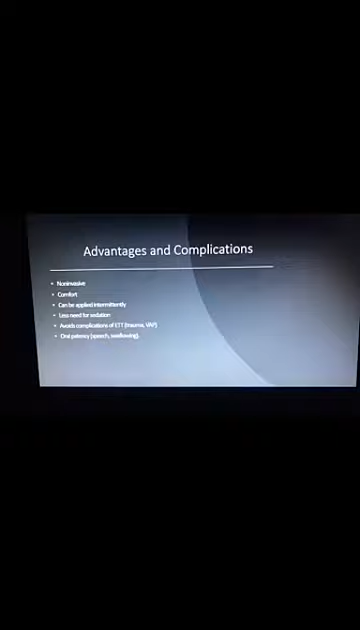 Advantages and Complications
• Noninvasive
• Comfort
• Can be applied intermittently
• Less need for sedation
• Avoids complications of ETT (trauma, VAP)
• Oral patency (speech, swallowing).